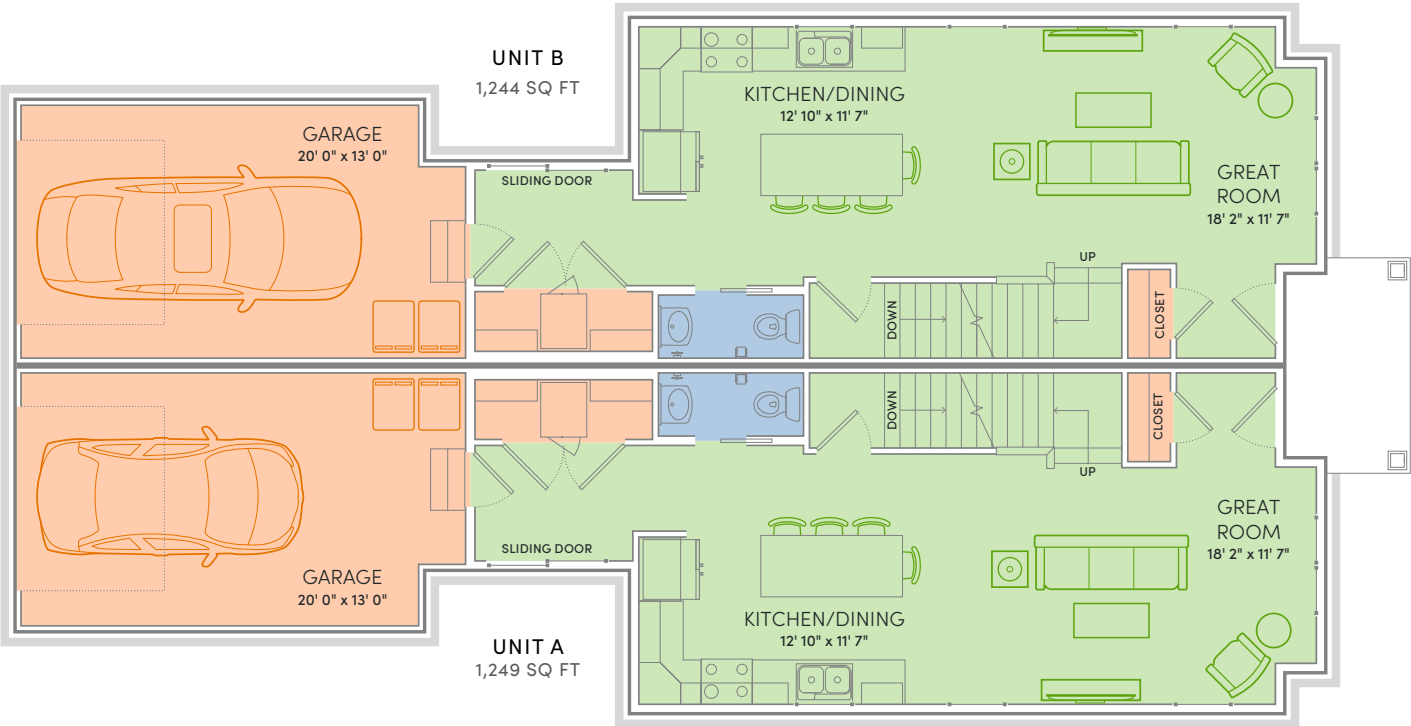 UNIT B
1,244 SQ FT
GARAGE
20' 0" x 13' 0"
SLIDING DOOR
KITCHEN/DINING
12' 10" x 11' 7"
GREAT
ROOM
18' 2" x 11' 7"
UP
DOWN
CLOSET
DOWN
CLOSET
UP
GREAT
ROOM
18' 2" x 11' 7"
SLIDING DOOR
GARAGE
20' 0" x 13' 0"
KITCHEN/DINING
12' 10" x 11' 7"
UNIT A
1,249 SQ FT